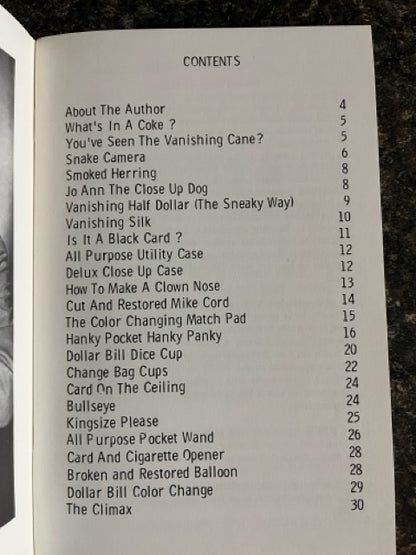 CONTENTS
About The Author 4
What's In A Coke ? 5
You've Seen The Vanishing Cane? 5
Snake Camera 6
Smoked Herring 8
Jo Ann The Close Up Dog 8
Vanishing Half Dollar (The Sneaky Way) 9
Vanishing Silk 10
Is It A Black Card ? 11
All Purpose Utility Case 12
Delux Close Up Case 12
How To Make A Clown Nose 13
Cut And Restored Mike Cord 14
The Color Changing Match Pad 15
Hanky Pocket Hanky Panky 16
Dollar Bill Dice Cup 20
Change Bag Cups 22
Card On The Ceiling 24
Bullseye 24
Kingsize Please 25
All Purpose Pocket Wand 26
Card And Cigarette Opener 28
Broken and Restored Balloon 28
Dollar Bill Color Change 29
The Climax 30